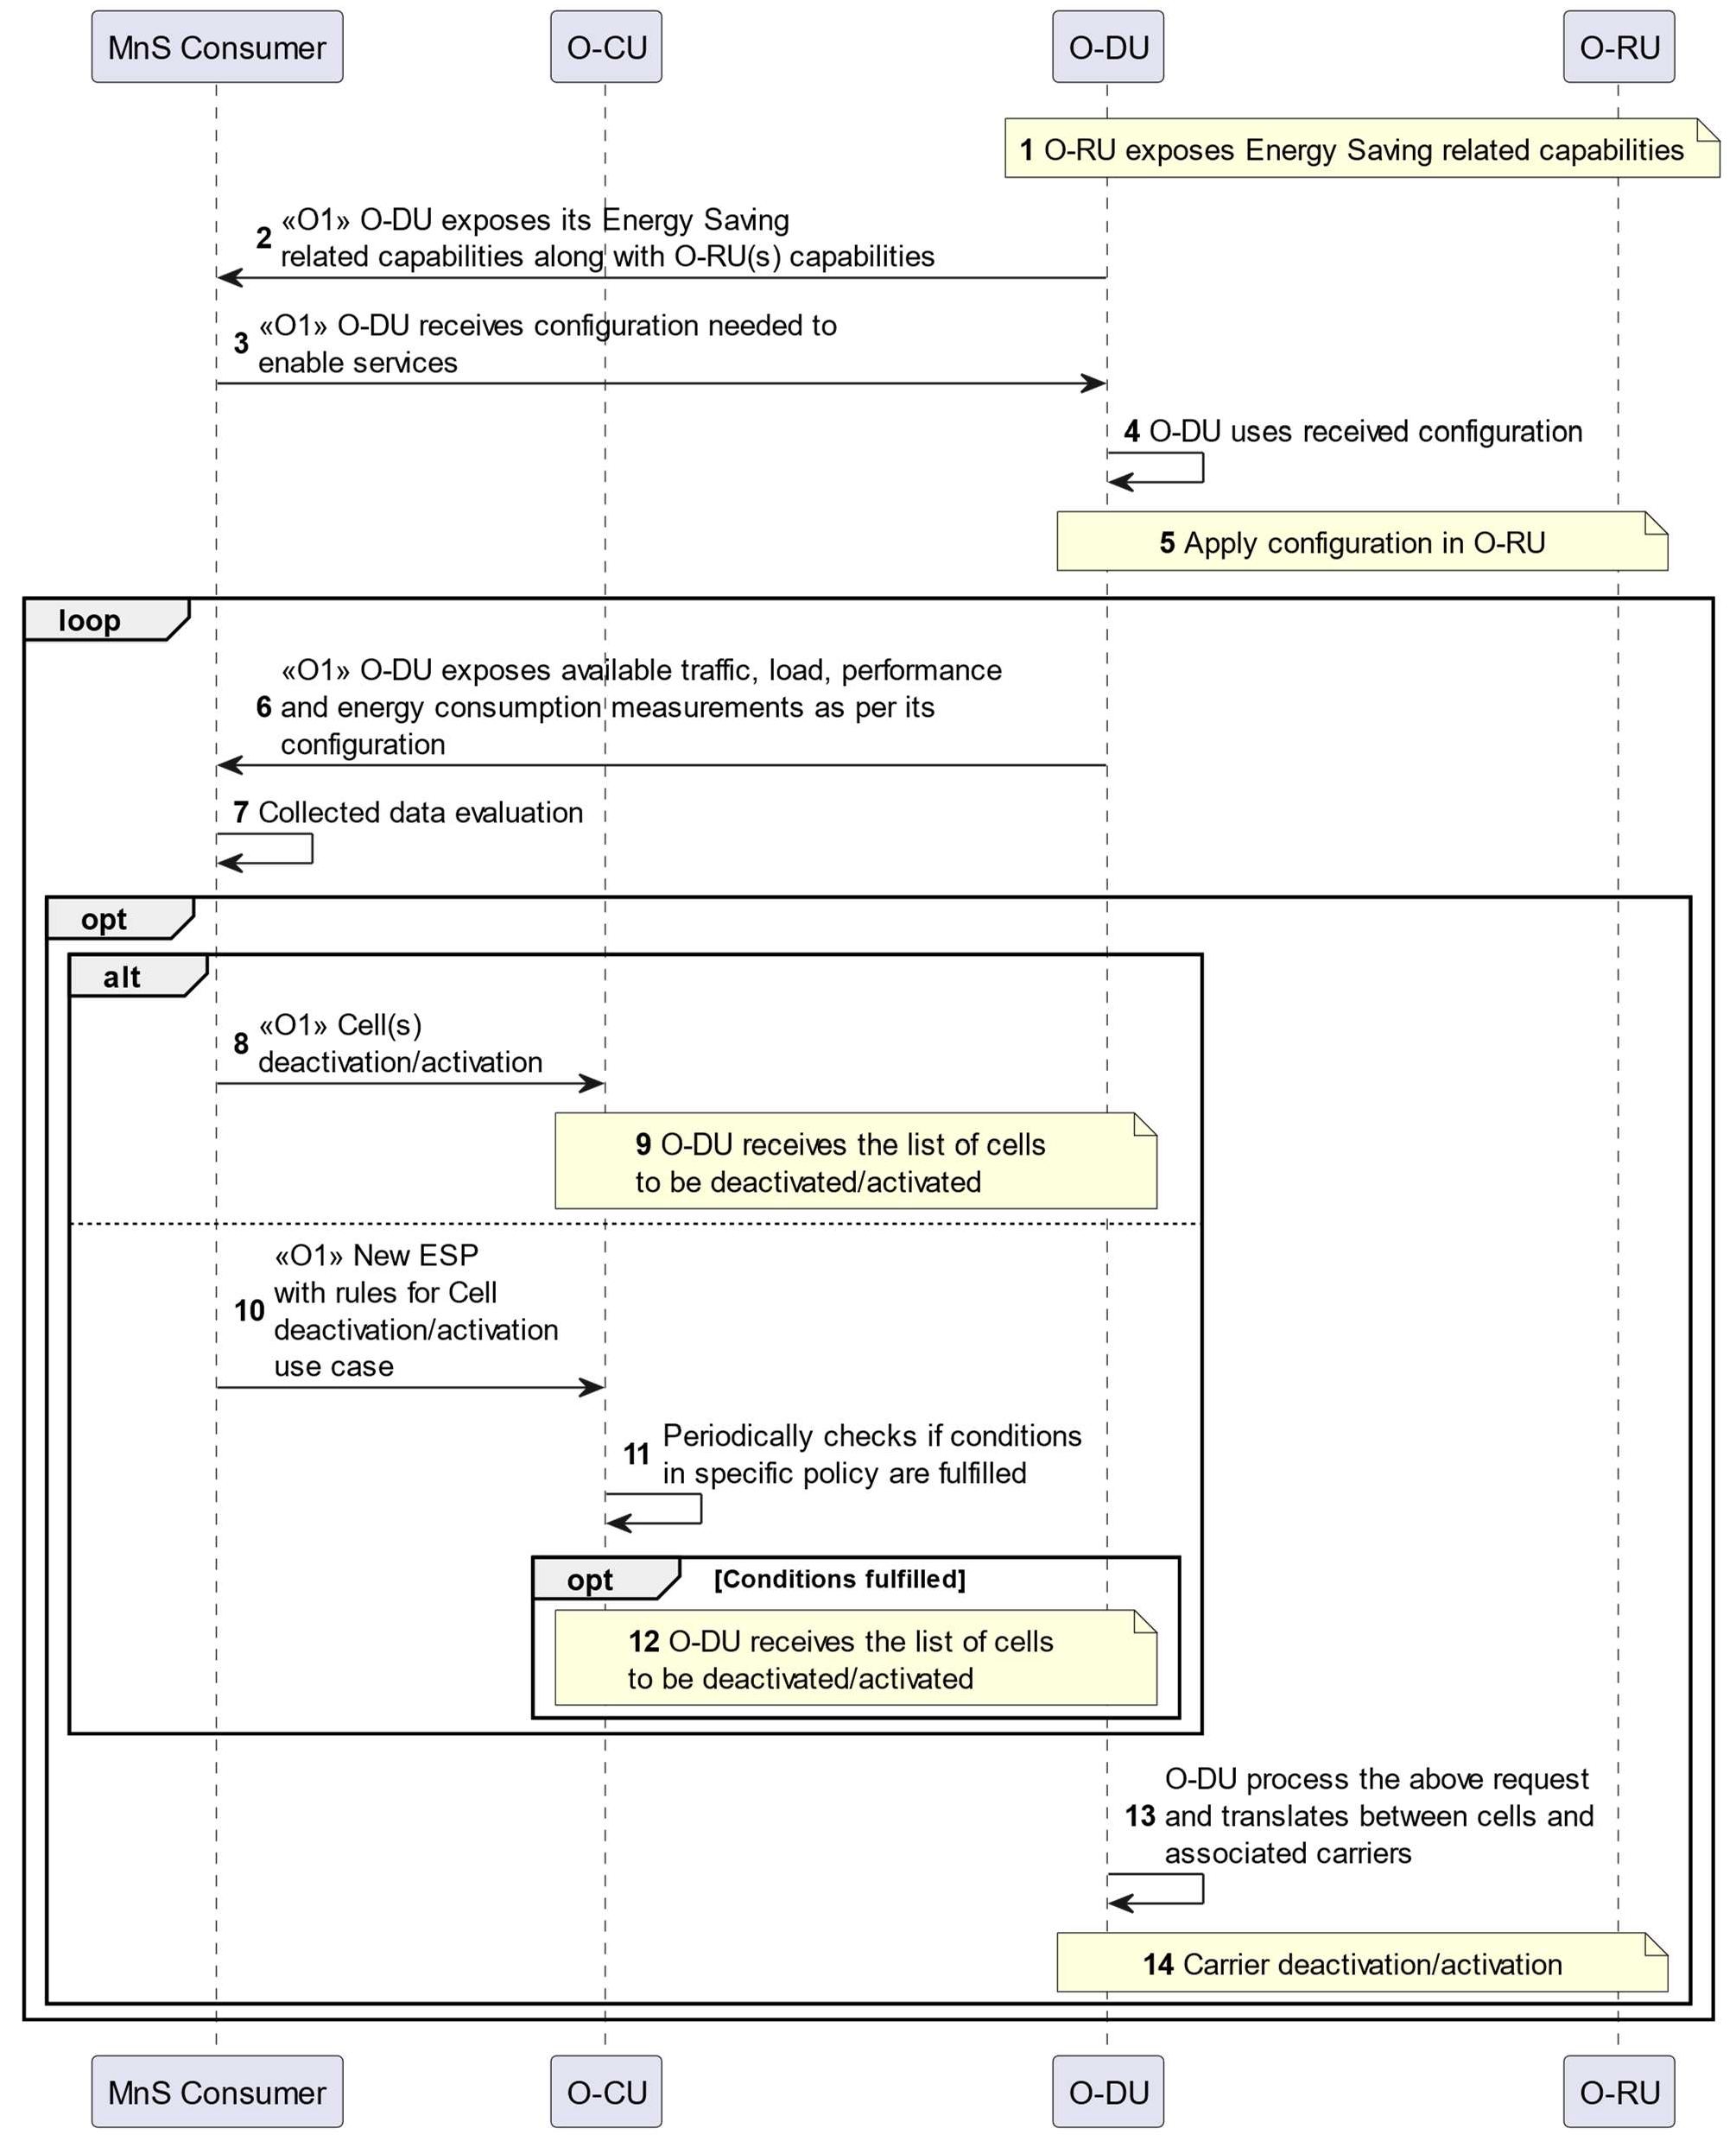 MnS Consumer
O-CU
O-DU
O-RU
1 O-RU exposes Energy Saving related capabilities
«O1» O-DU exposes its Energy Saving
2
related capabilities along with O-RU(s) capabilities
«O1» O-DU receives configuration needed to
3
enable services
4 O-DU uses received configuration
5 Apply configuration in O-RU
loop
«O1» O-DU exposes available traffic, load, performance
6 and energy consumption measurements as per its
configuration
7 Collected data evaluation
opt
alt
«O1» Cell(s)
8
deactivation/activation
9 O-DU receives the list of cells
to be deactivated/activated
«O1» New ESP
with rules for Cell
10
deactivation/activation
use case
Periodically checks if conditions
11
in specific policy are fulfilled
opt [Conditions fulfilled]
12 O-DU receives the list of cells
to be deactivated/activated
O-DU process the above request
13 and translates between cells and
associated carriers
14 Carrier deactivation/activation
MnS Consumer
O-CU
O-DU
O-RU